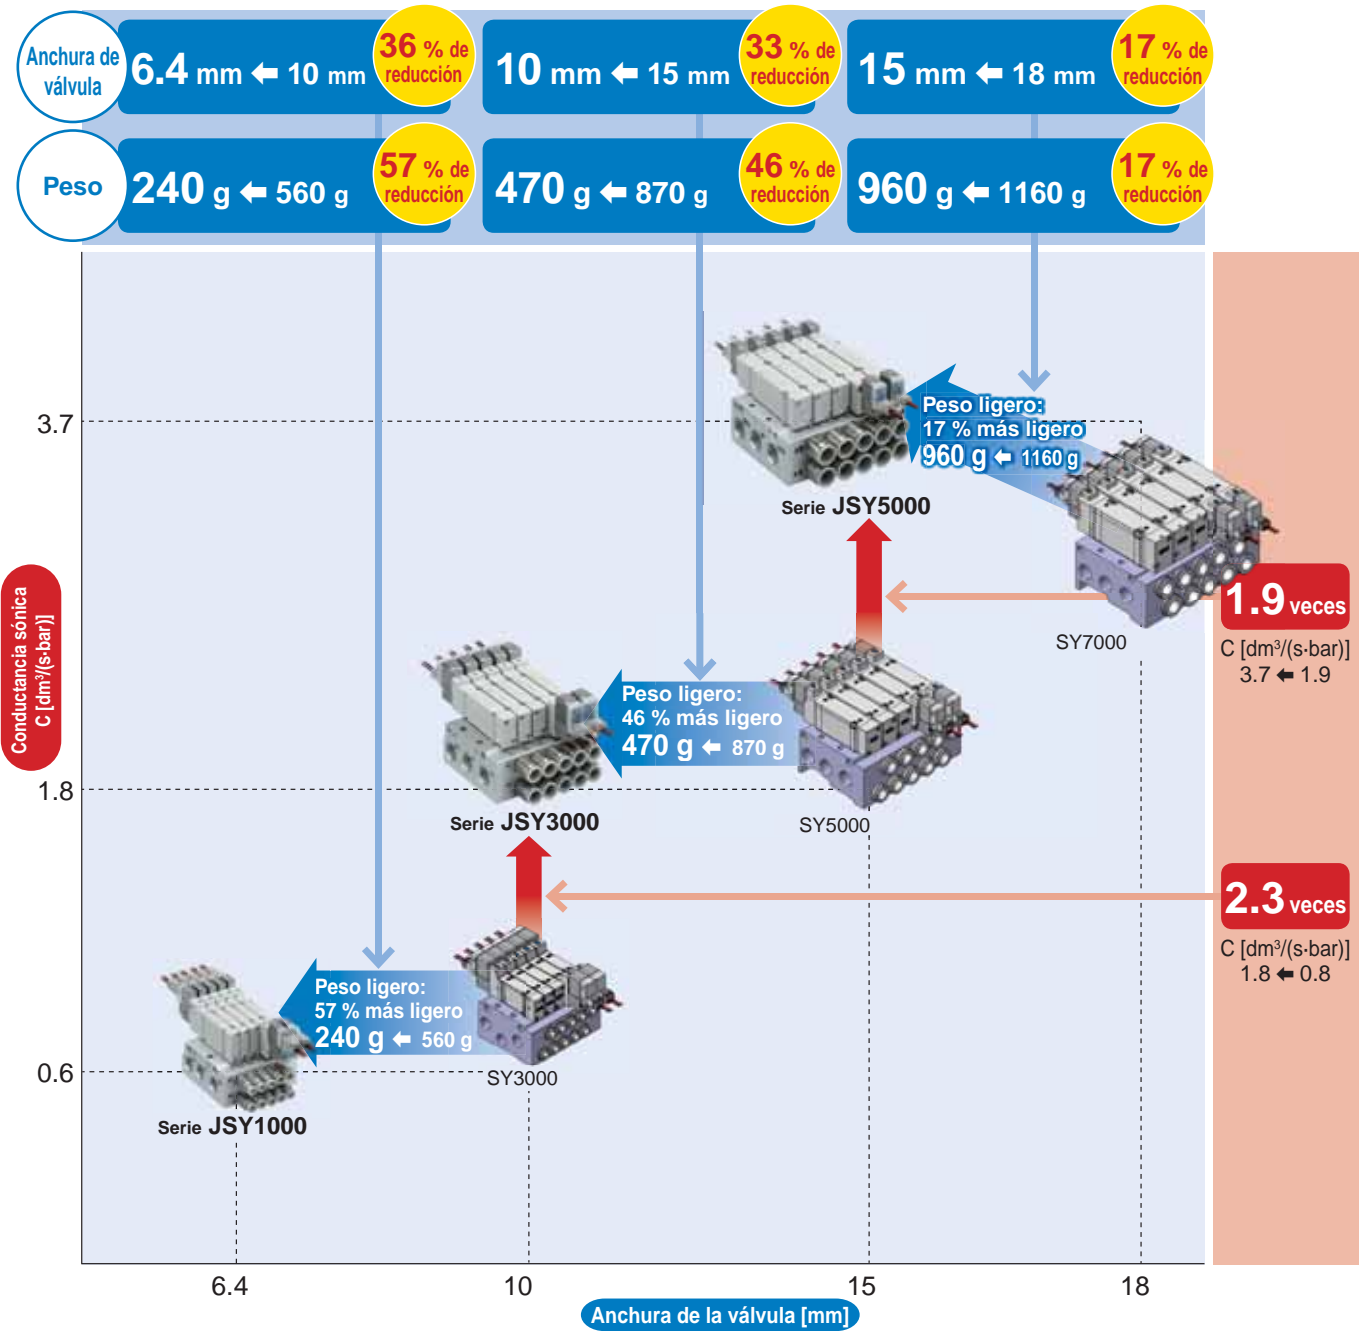 Anchura de
válvula
6.4 mm ← 10 mm
36 % de
reducción
10 mm ← 15 mm
33 % de
reducción
15 mm ← 18 mm
17 % de
reducción
Peso
240 g ← 560 g
57 % de
reducción
470 g ← 870 g
46 % de
reducción
960 g ← 1160 g
17 % de
reducción
Peso ligero:
17 % más ligero
960 g ← 1160 g
3.7
Serie JSY5000
Conductancia sónica
C [dm³/(s·bar)]
1.9 veces
C [dm³/(s·bar)]
3.7 ← 1.9
SY7000
Peso ligero:
46 % más ligero
470 g ← 870 g
1.8
Serie JSY3000
SY5000
2.3 veces
C [dm³/(s·bar)]
1.8 ← 0.8
Peso ligero:
57 % más ligero
240 g ← 560 g
0.6
SY3000
Serie JSY1000
6.4
10
15
18
Anchura de la válvula [mm]